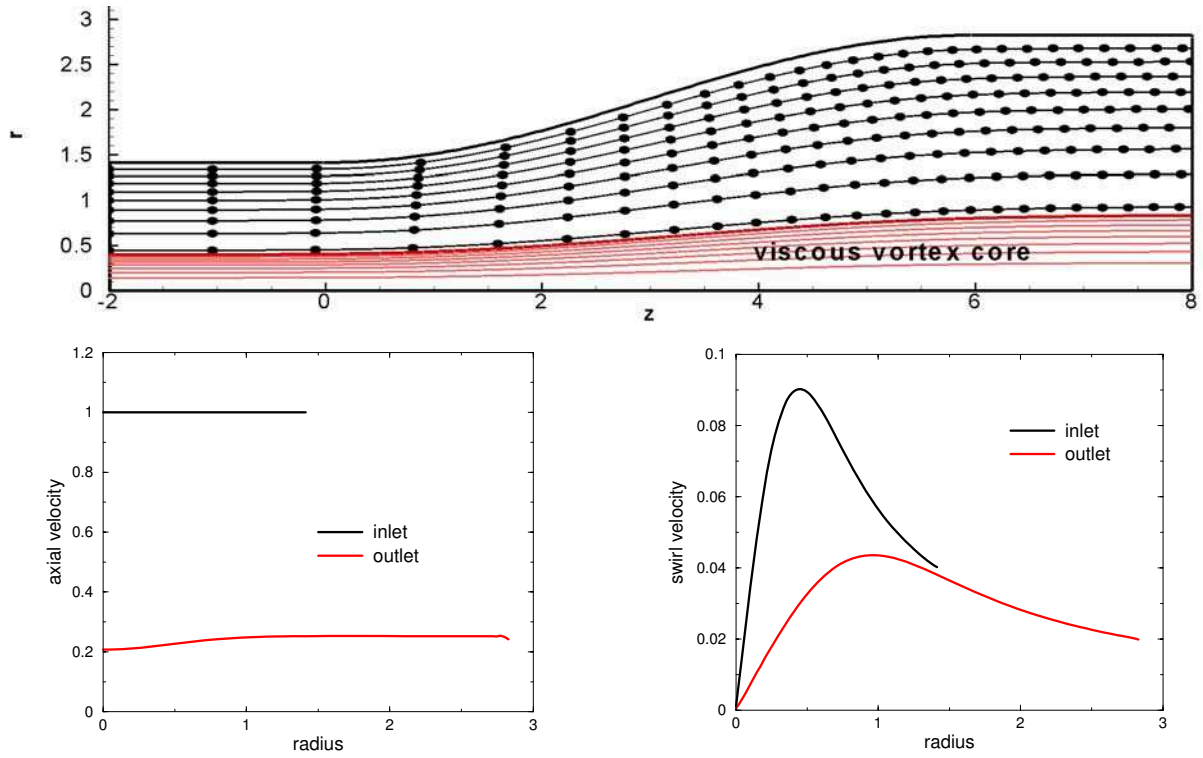 3
2.5
2
1.5
1
0.5
0
r
viscous vortex core
-2 0 2 4 6 8
z
1.2
1
0.8
0.6
0.4
0.2
0
axial velocity
inlet
outlet
0 1 2 3
radius
0.1
0.08
0.06
0.04
0.02
0
swirl velocity
inlet
outlet
0 1 2 3
radius